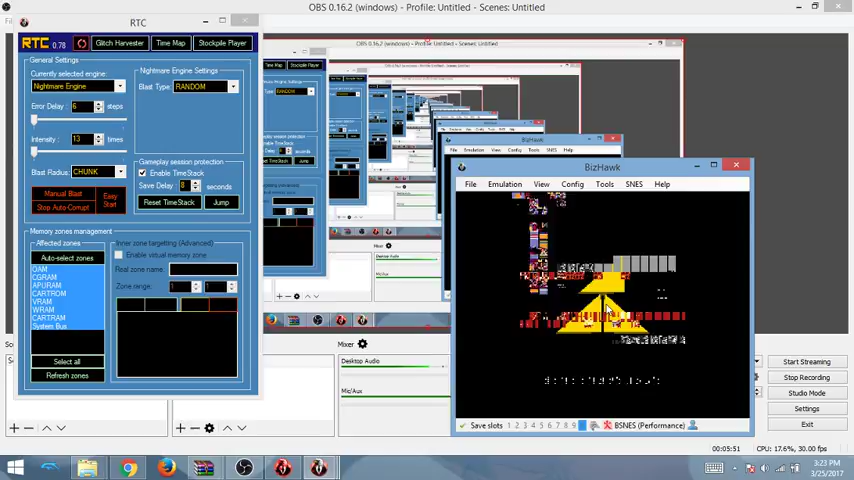 OBS 0.16.2 (windows) - Profile: Untitled - Scenes: Untitled
RTC
RTC 0.78
Glitch Harvester
Time Map
Stockpile Player
General Settings
Currently selected engine:
Nightmare Engine
Error Delay: 6 steps
Intensity: 13 times
Blast Radius: CHUNK
Manual Blast
Stop Auto-Corrupt
Easy Start
Nightmare Engine Settings
Blast Type: RANDOM
Gameplay session protection
Enable TimeStack
Save Delay 8 seconds
Reset TimeStack
Jump
Memory zones management
Affected zones
Auto-select zones
OAM
CGRAM
APURAM
CARTROM
VRAM
WRAM
CARTRAM
System Bus
Select all
Refresh zones
Inner zone targetting (Advanced)
Enable virtual memory zone
Real zone name:
Zone range: 1 1
BizHawk
File Emulation View Config Tools SNES Help
Save slots 1 2 3 4 5 6 7 8 9
BSNES (Performance)
Mixer
Desktop Audio
Mic/Aux
Controls
Start Streaming
Stop Recording
Studio Mode
Settings
Exit
00:05:51 CPU: 17.6%, 30.00 fps
3:23 PM
3/25/2017